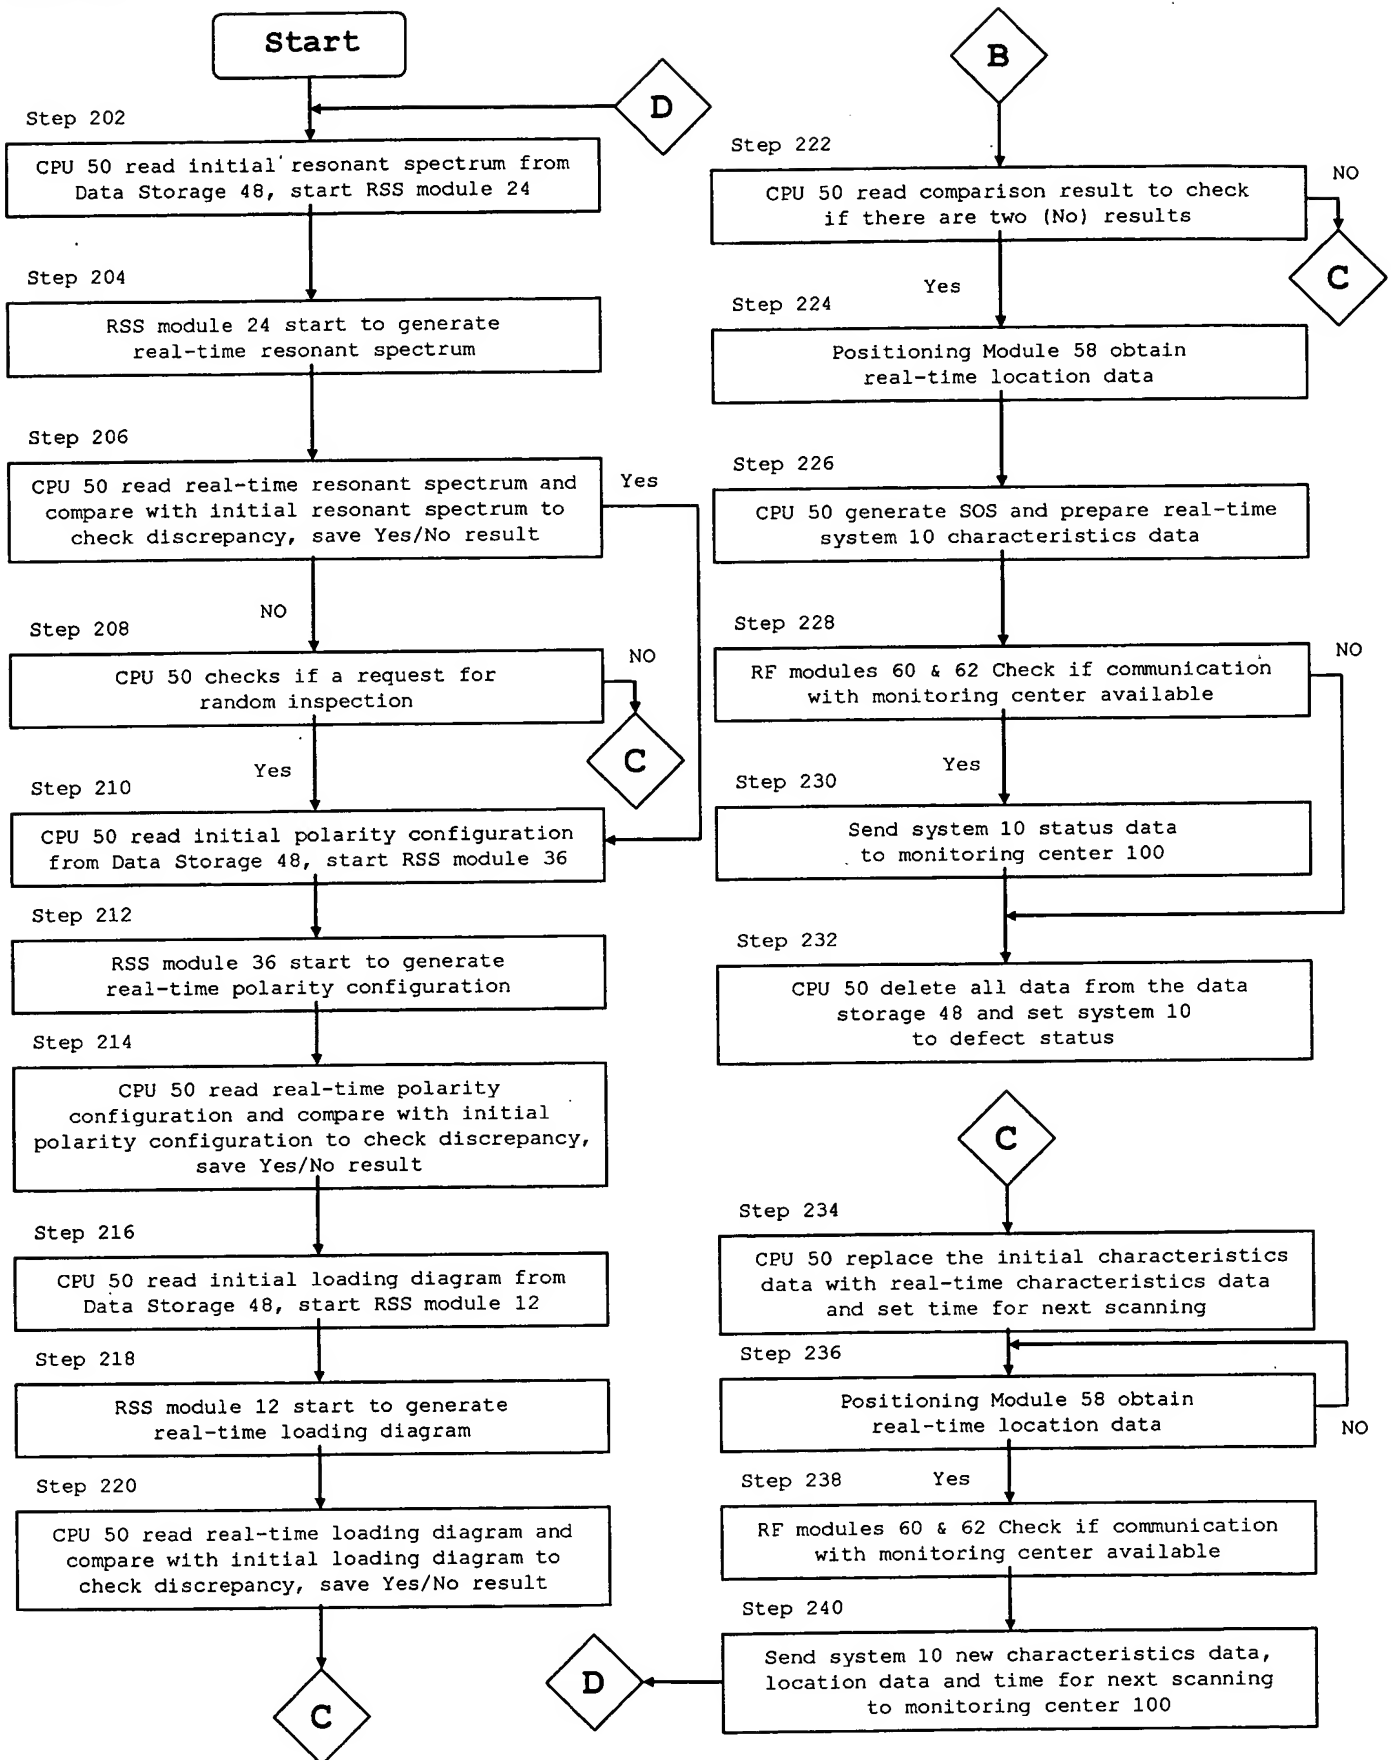 Start
D
Step 202
CPU 50 read initial resonant spectrum from
Data Storage 48, start RSS module 24
Step 204
RSS module 24 start to generate
real-time resonant spectrum
Step 206
CPU 50 read real-time resonant spectrum and
compare with initial resonant spectrum to
check discrepancy, save Yes/No result
Yes
NO
Step 208
CPU 50 checks if a request for
random inspection
NO
C
Yes
Step 210
CPU 50 read initial polarity configuration
from Data Storage 48, start RSS module 36
Step 212
RSS module 36 start to generate
real-time polarity configuration
Step 214
CPU 50 read real-time polarity
configuration and compare with initial
polarity configuration to check discrepancy,
save Yes/No result
Step 216
CPU 50 read initial loading diagram from
Data Storage 48, start RSS module 12
Step 218
RSS module 12 start to generate
real-time loading diagram
Step 220
CPU 50 read real-time loading diagram and
compare with initial loading diagram to
check discrepancy, save Yes/No result
C
B
Step 222
CPU 50 read comparison result to check
if there are two (No) results
NO
C
Yes
Step 224
Positioning Module 58 obtain
real-time location data
Step 226
CPU 50 generate SOS and prepare real-time
system 10 characteristics data
Step 228
RF modules 60 & 62 Check if communication
with monitoring center available
NO
Yes
Step 230
Send system 10 status data
to monitoring center 100
Step 232
CPU 50 delete all data from the data
storage 48 and set system 10
to defect status
C
Step 234
CPU 50 replace the initial characteristics
data with real-time characteristics data
and set time for next scanning
Step 236
Positioning Module 58 obtain
real-time location data
NO
Step 238
Yes
RF modules 60 & 62 Check if communication
with monitoring center available
Step 240
Send system 10 new characteristics data,
location data and time for next scanning
to monitoring center 100
D